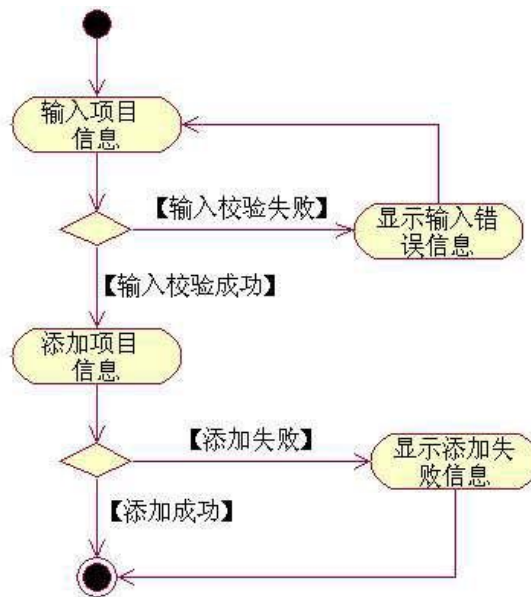 输入项目
信息
【输入校验失败】
显示输入错
误信息
【输入校验成功】
添加项目
信息
【添加失败】
显示添加失
败信息
【添加成功】